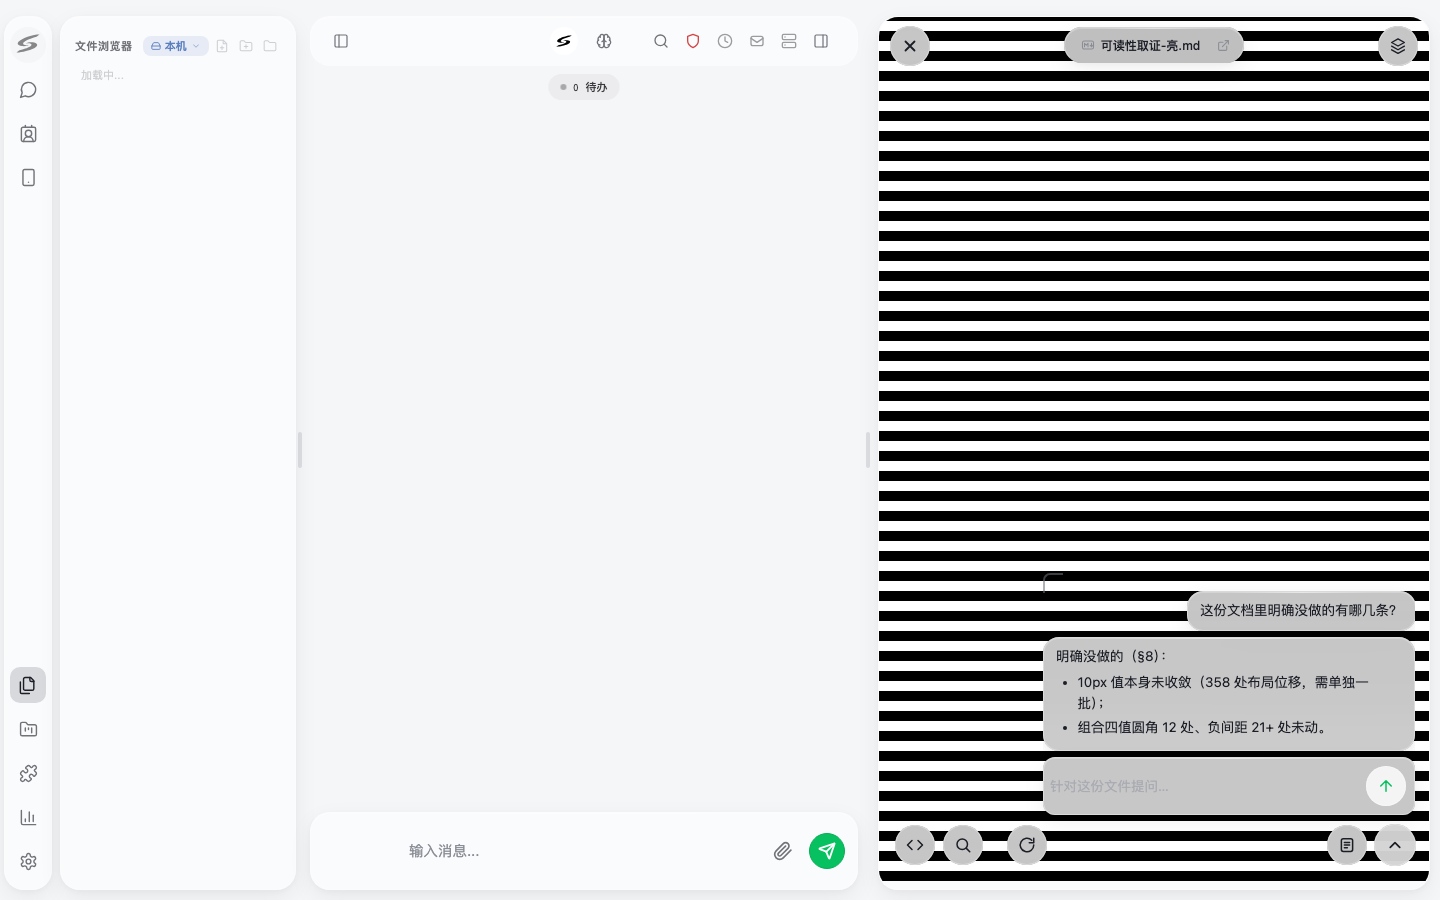 文件浏览器
本机
加载中...
0 待办
输入消息...
可读性取证-亮.md
这份文档里明确没做的有哪几条?
明确没做的（§8）:
• 10px 值本身未收敛（358 处布局位移，需单独一
批）;
• 组合四值圆角 12 处、负间距 21+ 处未动。
针对这份文件提问...